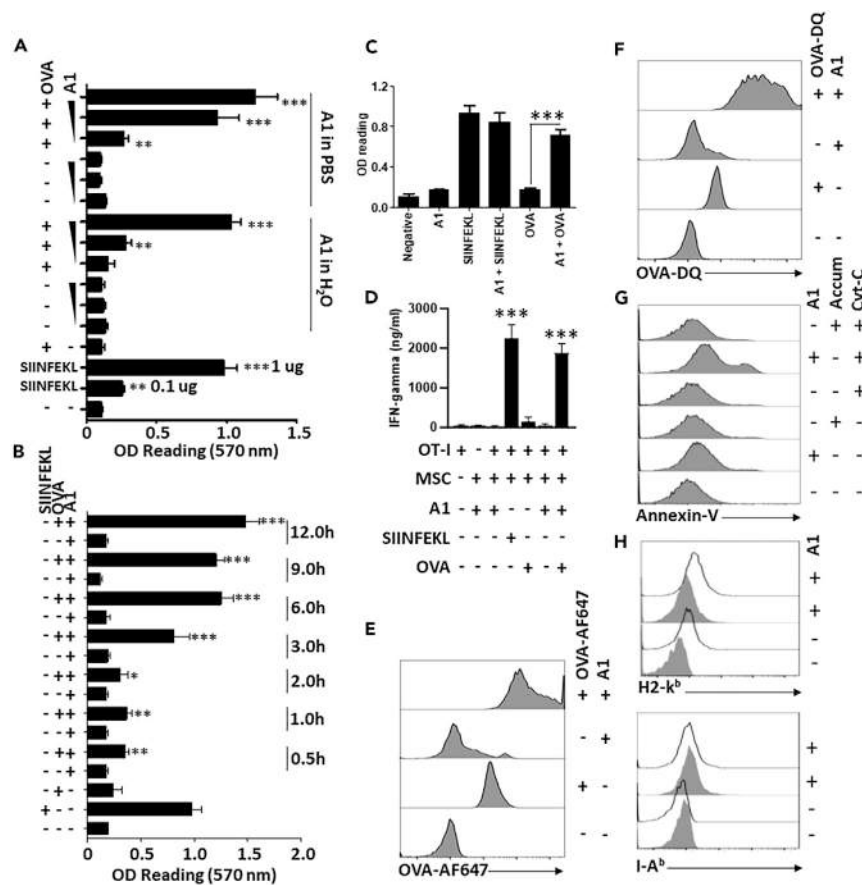 A
OVA
A1
+
+
+
-
-
-
+
+
+
-
-
-
+ -
SIINFEKL
SIINFEKL
- -
***
***
**
***
**
*** 1 ug
** 0.1 ug
A1 in PBS
A1 in H2O
0.0 0.5 1.0 1.5
OD Reading (570 nm)
B
SIINFEKL
OVA
A1
- + + *** 12.0h
- - +
- + + *** 9.0h
- - +
- + + *** 6.0h
- - +
- + + *** 3.0h
- - +
- + + * 2.0h
- - +
- + + ** 1.0h
- - +
- + + ** 0.5h
- - +
- + -
+ - -
- - -
0.0 0.5 1.0 1.5 2.0
OD Reading (570 nm)
C
OD reading
1.2
0.8
0.4
0.0
***
Negative
A1
SIINFEKL
A1 + SIINFEKL
OVA
A1 + OVA
D
IFN-gamma (ng/ml)
3000
2000
1000
0
*** ***
OT-I + - + + + + +
MSC - + + + + + +
A1 - - + - - + +
SIINFEKL - - - + - - -
OVA - - - - + - +
E
OVA-AF647
A1
+ +
- +
+ -
- -
OVA-AF647
F
OVA-DQ
A1
+ +
- +
+ -
- -
OVA-DQ
G
A1
Accum
Cyt-C
- + +
+ - +
- - +
- + -
+ - -
- - -
Annexin-V
H
A1
+
+
-
-
H2-kb
+
+
-
-
I-Ab